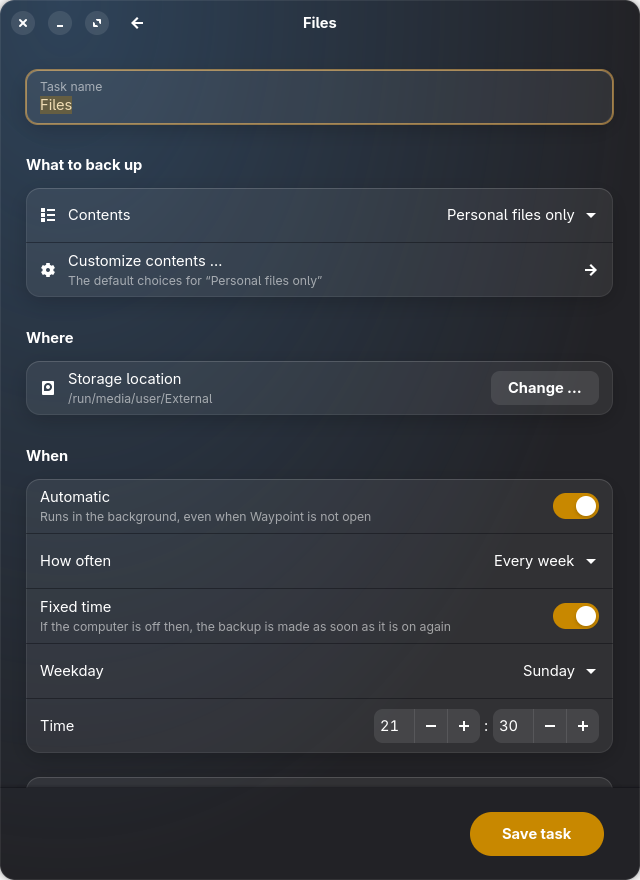 Files
Task name
Files
What to back up
Contents
Personal files only
Customize contents …
The default choices for “Personal files only”
Where
Storage location
/run/media/user/External
Change …
When
Automatic
Runs in the background, even when Waypoint is not open
How often
Every week
Fixed time
If the computer is off then, the backup is made as soon as it is on again
Weekday
Sunday
Time
21 − + : 30 − +
Save task